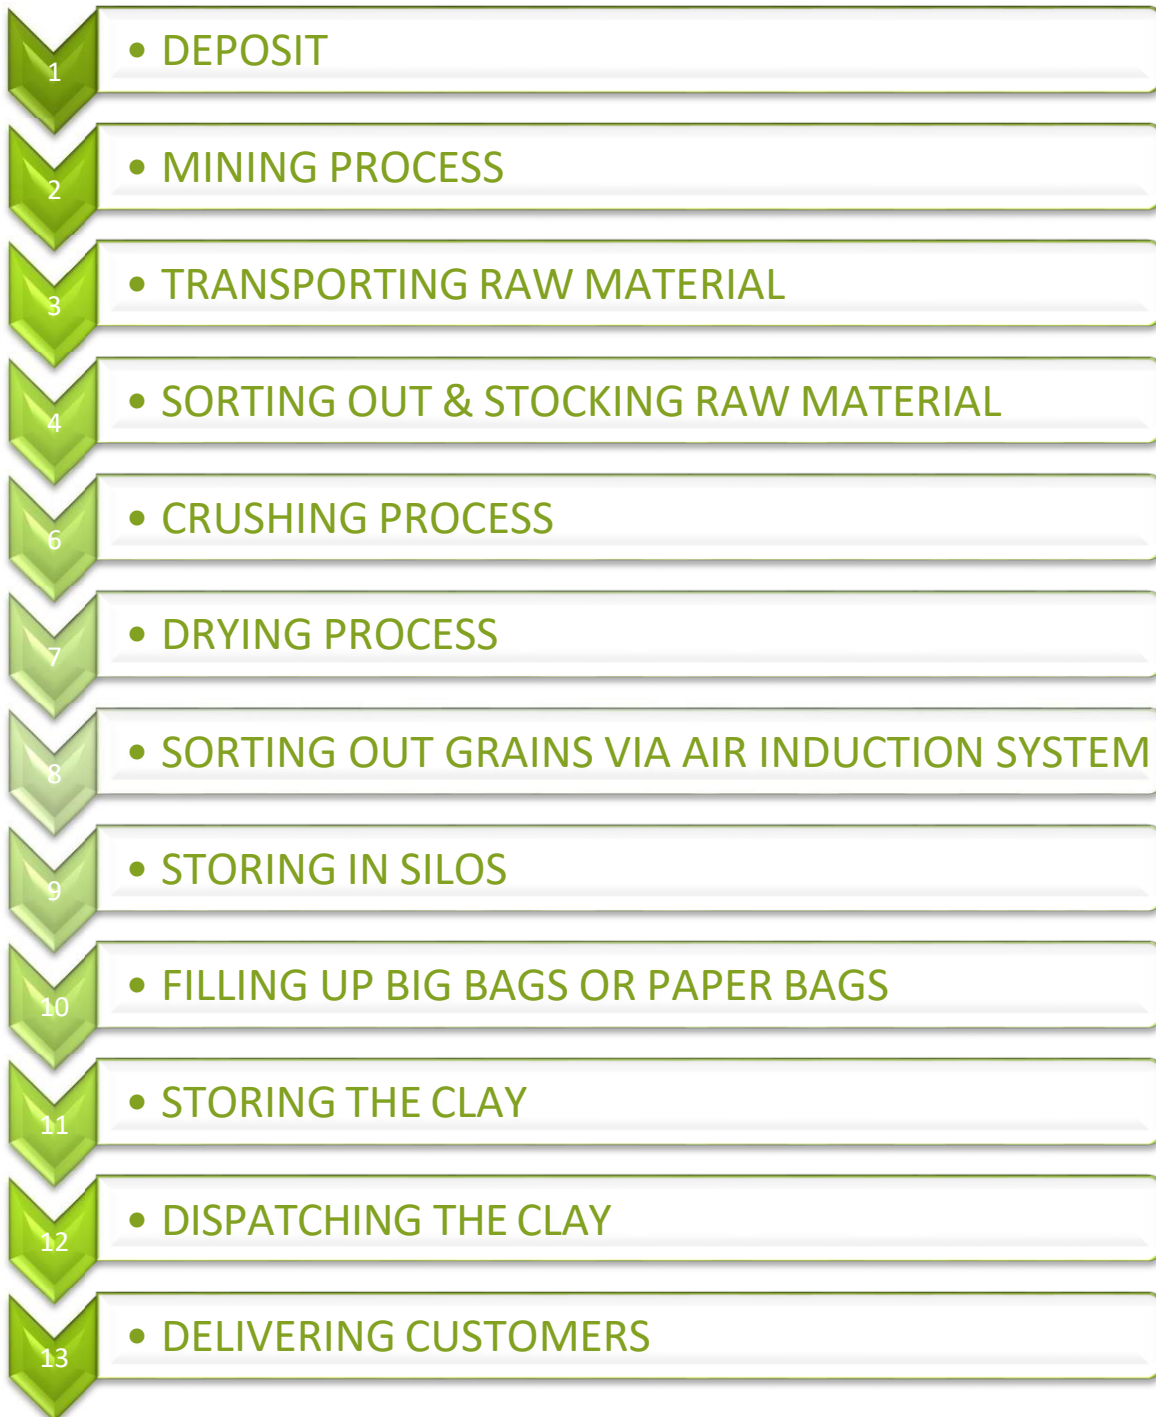 1
• DEPOSIT
2
• MINING PROCESS
3
• TRANSPORTING RAW MATERIAL
4
• SORTING OUT & STOCKING RAW MATERIAL
6
• CRUSHING PROCESS
7
• DRYING PROCESS
8
• SORTING OUT GRAINS VIA AIR INDUCTION SYSTEM
9
• STORING IN SILOS
10
• FILLING UP BIG BAGS OR PAPER BAGS
11
• STORING THE CLAY
12
• DISPATCHING THE CLAY
13
• DELIVERING CUSTOMERS